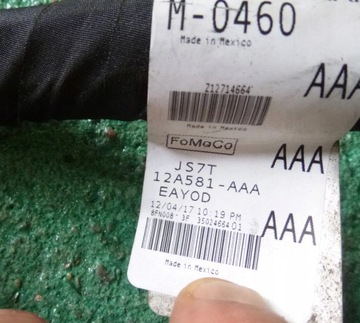 M-0460
Made in Mexico
Z12714664
AAA
Made in Mexico
FoMoCo
AAA
JS7T
12A581-AAA
EAYOD
12/04/17 10:19 PM
AAA
Made in Mexico